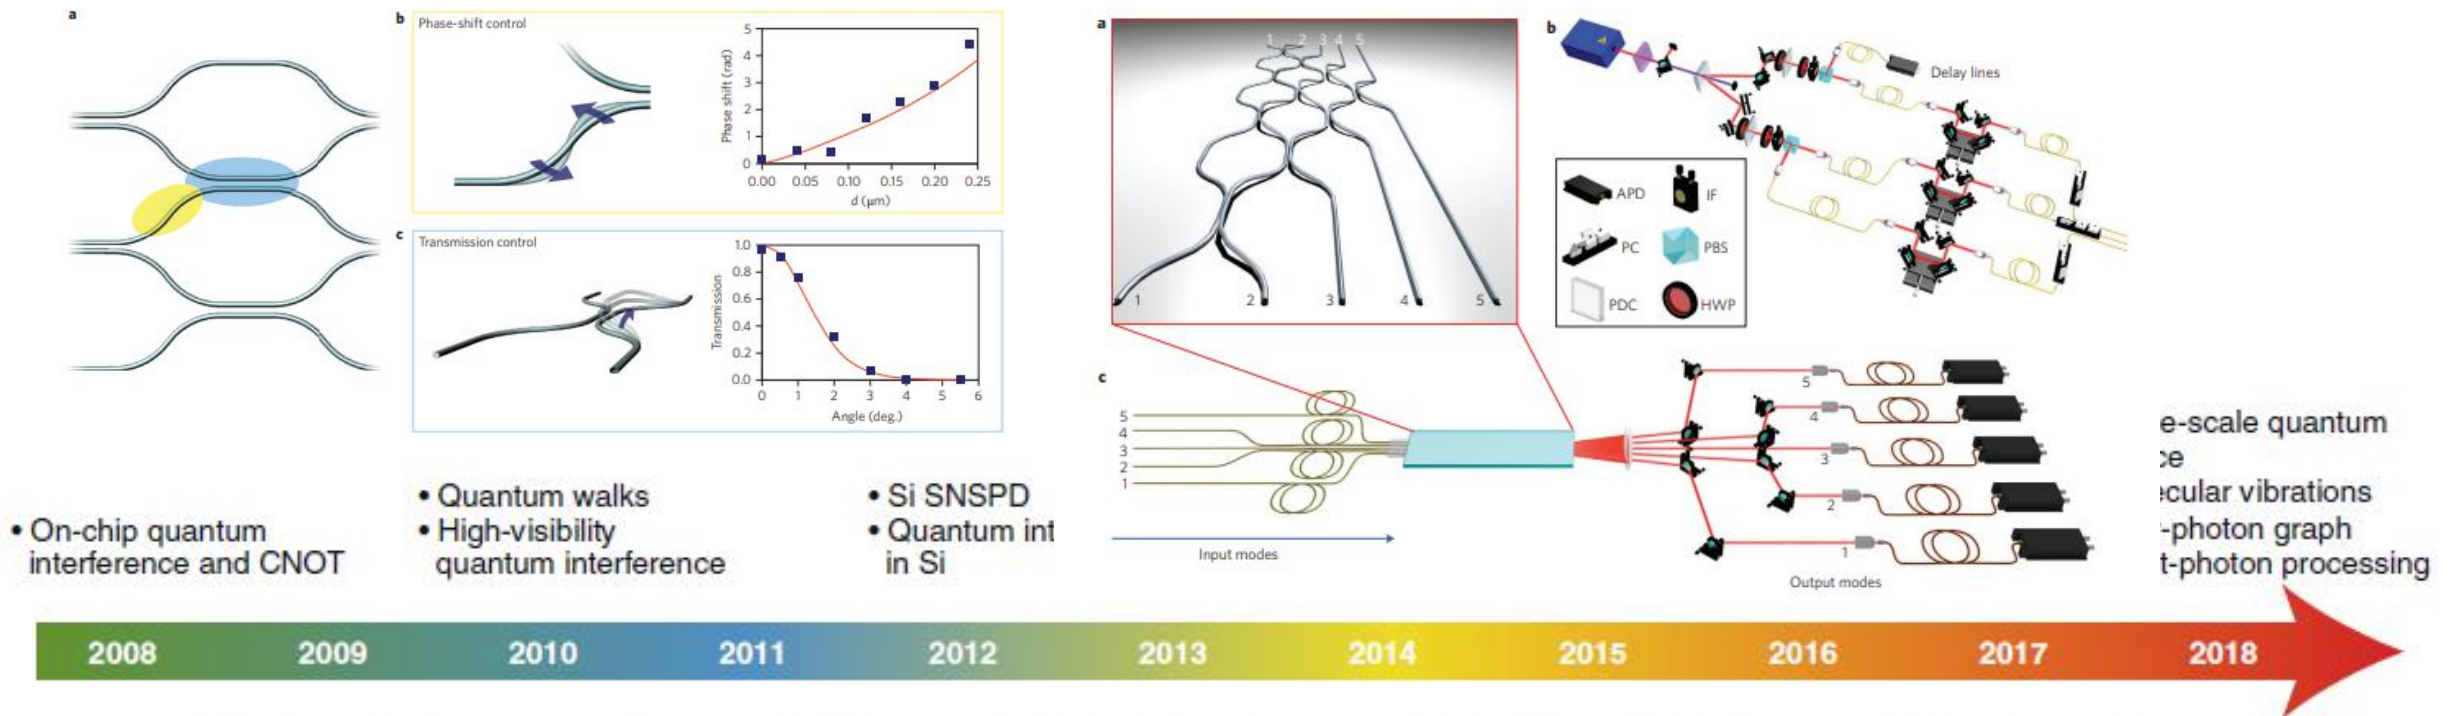 a
b
Phase-shift control
Phase shift (rad)
5
4
3
2
1
0
0.00 0.05 0.10 0.15 0.20 0.25
d (μm)
c
Transmission control
Transmission
1.0
0.8
0.6
0.4
0.2
0.0
0 1 2 3 4 5 6
Angle (deg.)
a
1 2 3 4 5
1 2 3 4 5
b
Delay lines
APD IF
PC PBS
PDC HWP
c
5
4
3
2
1
Input modes
5
4
3
2
1
Output modes
• On-chip quantum
interference and CNOT
• Quantum walks
• High-visibility
quantum interference
• Si SNSPD
• Quantum int
in Si
e-scale quantum
ce
ecular vibrations
-photon graph
t-photon processing
2008 2009 2010 2011 2012 2013 2014 2015 2016 2017 2018